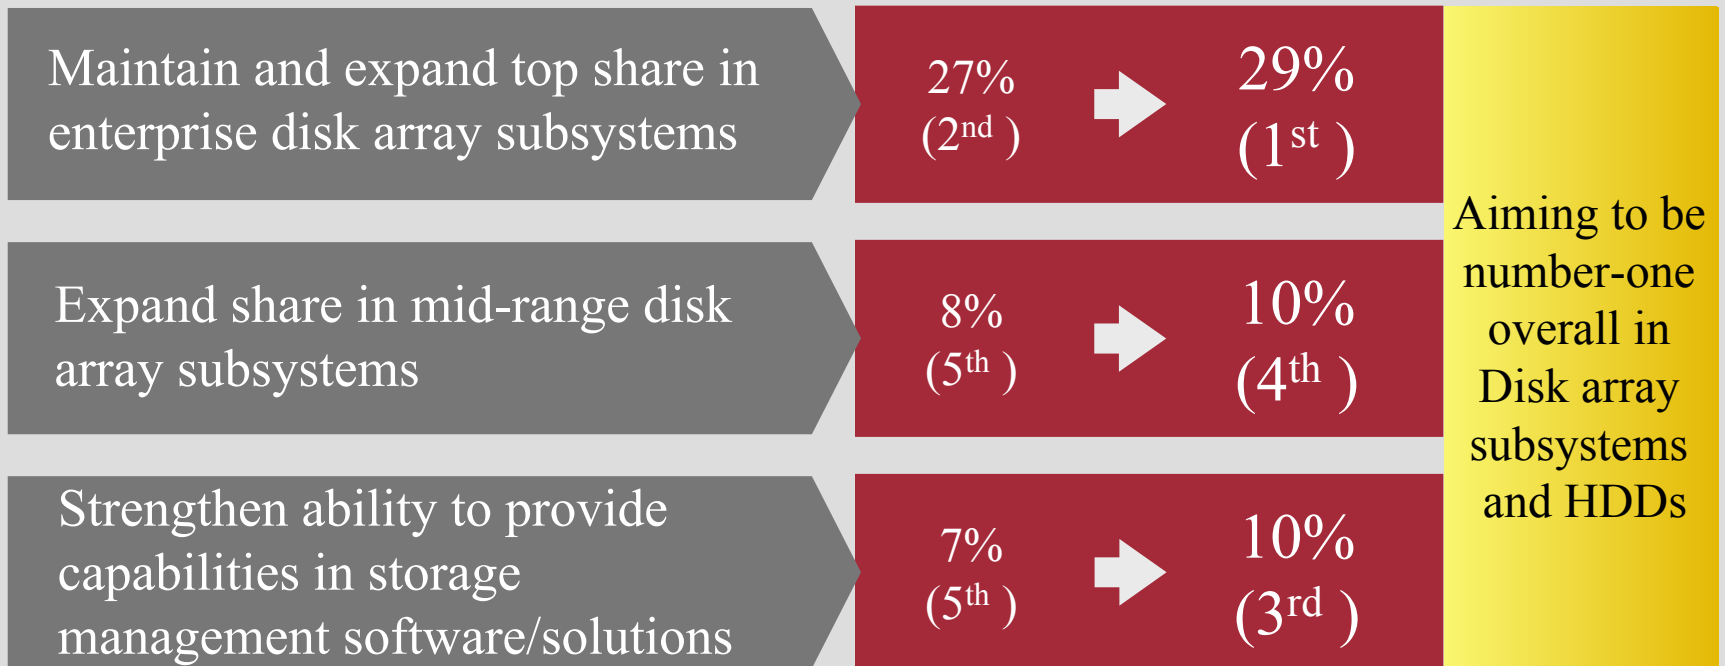 Maintain and expand top share in
enterprise disk array subsystems
27%
(2nd )
29%
(1st )
Expand share in mid-range disk
array subsystems
8%
(5th )
10%
(4th )
Strengthen ability to provide
capabilities in storage
management software/solutions
7%
(5th )
10%
(3rd )
Aiming to be
number-one
overall in
Disk array
subsystems
and HDDs